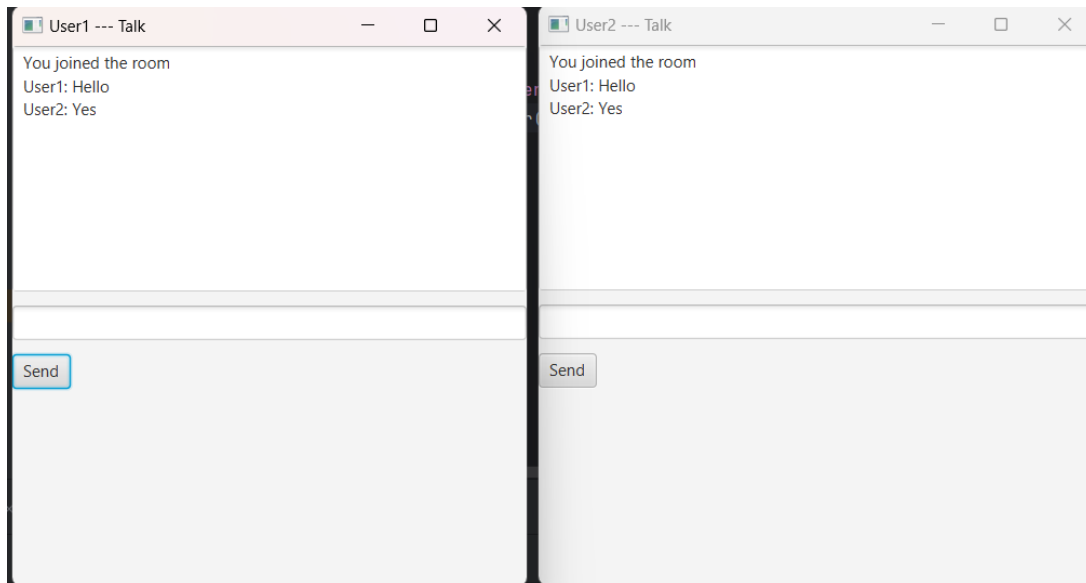 User1 --- Talk
You joined the room
User1: Hello
User2: Yes
Send
User2 --- Talk
You joined the room
User1: Hello
User2: Yes
Send